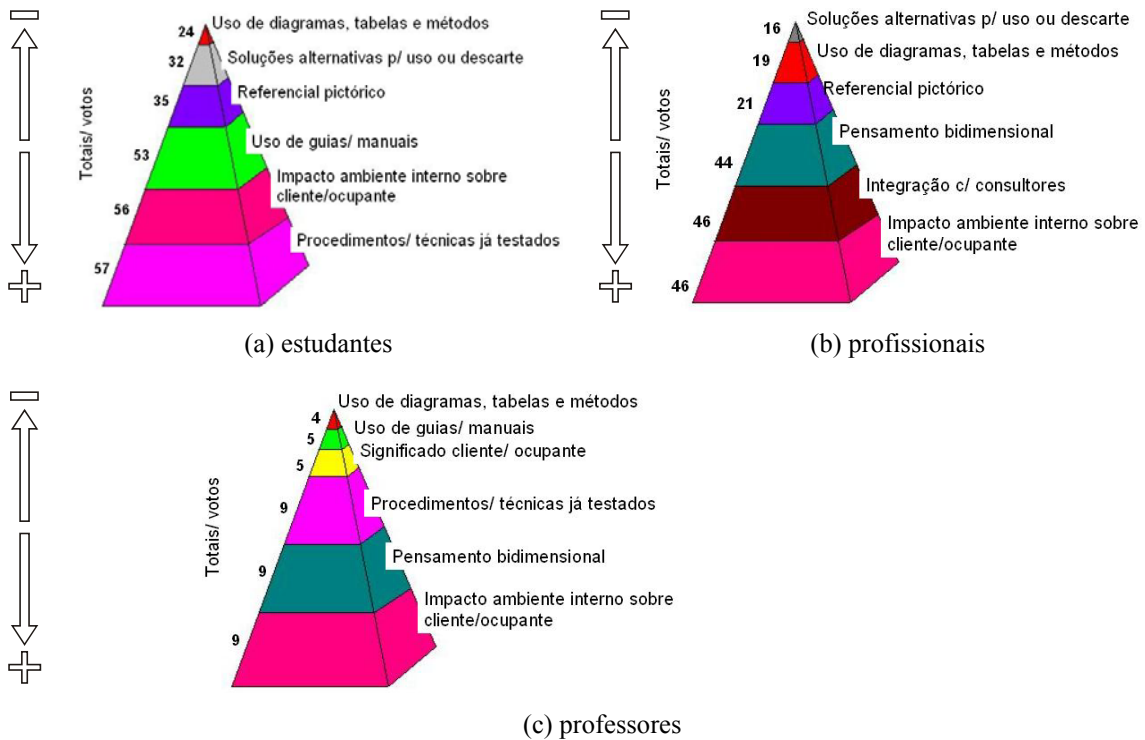 Uso de diagramas, tabelas e métodos
24
Soluções alternativas p/ uso ou descarte
32
Referencial pictórico
35
Uso de guias/ manuais
53
Impacto ambiente interno sobre
cliente/ocupante
56
Procedimentos/ técnicas já testados
57
Totais/ votos
(a) estudantes
Soluções alternativas p/ uso ou descarte
16
Uso de diagramas, tabelas e métodos
19
Referencial pictórico
21
Pensamento bidimensional
44
Integração c/ consultores
46
Impacto ambiente interno sobre
cliente/ocupante
46
Totais/ votos
(b) profissionais
Uso de diagramas, tabelas e métodos
4
Uso de guias/ manuais
5
Significado cliente/ ocupante
5
Procedimentos/ técnicas já testados
9
Pensamento bidimensional
9
Impacto ambiente interno sobre
cliente/ocupante
9
Totais/ votos
(c) professores